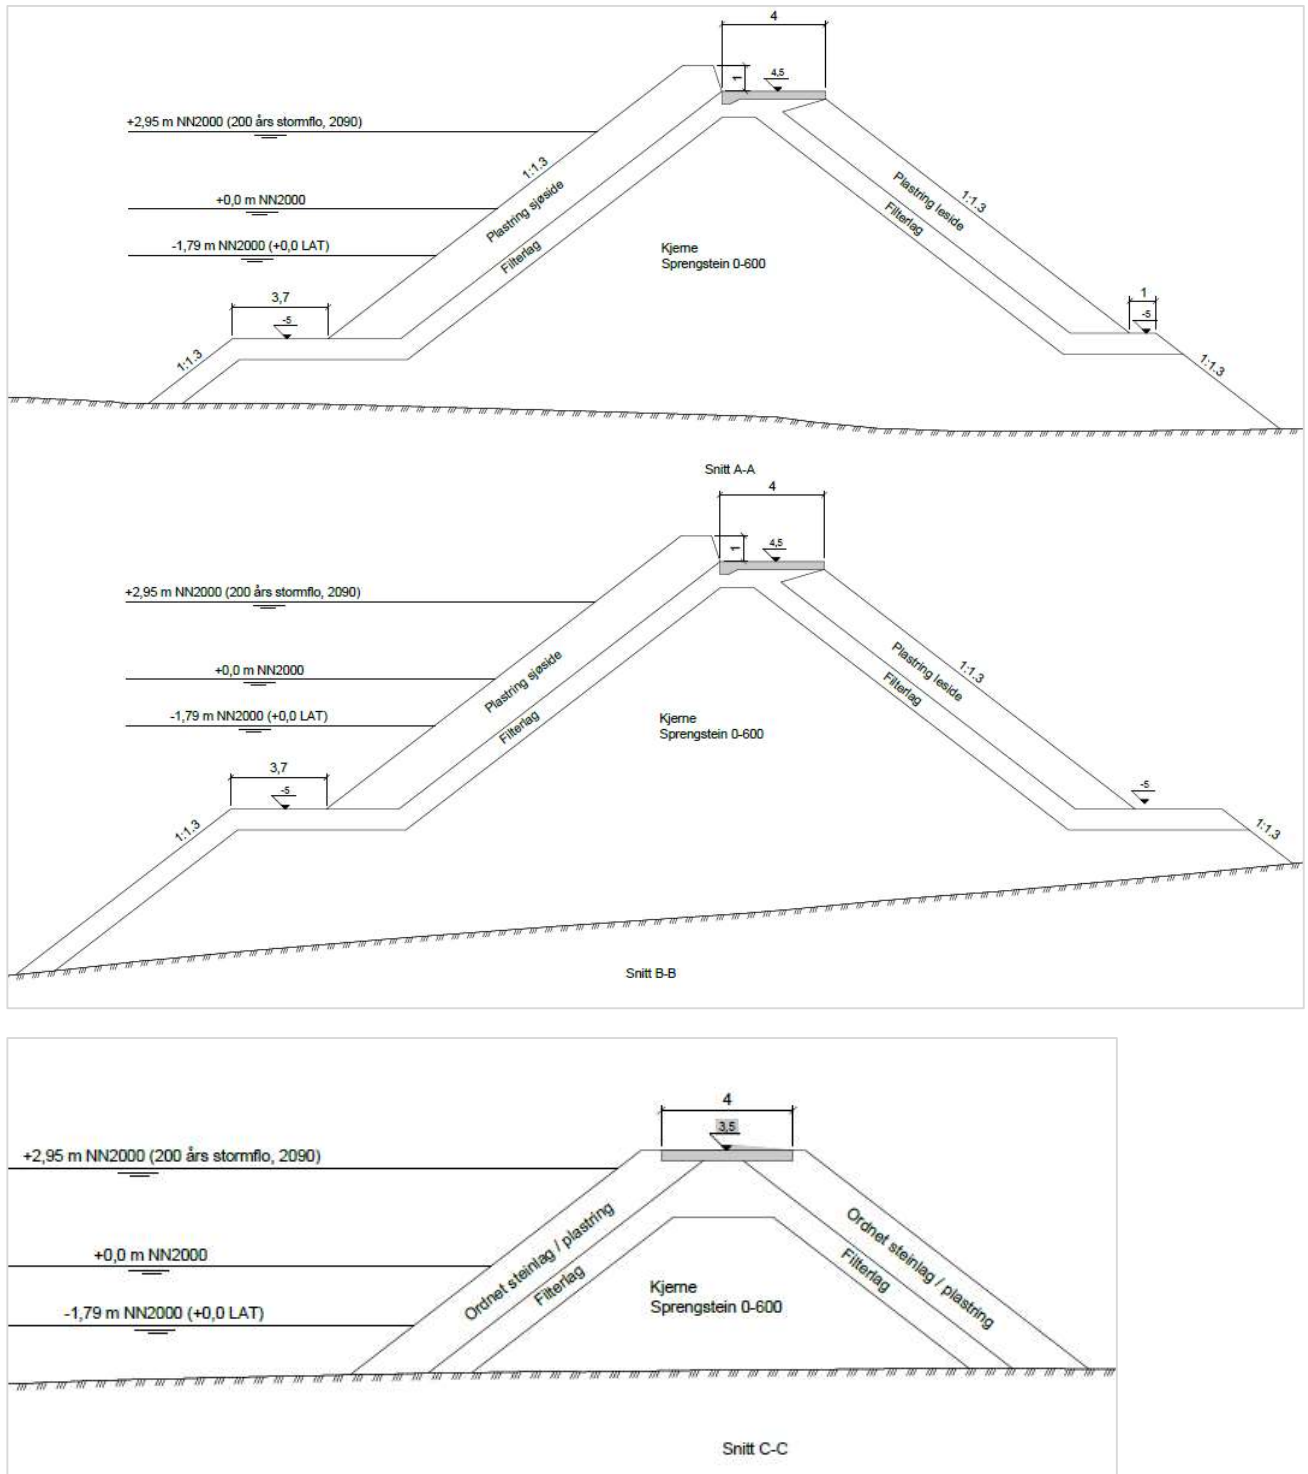 4
1
4,5
+2,95 m NN2000 (200 års stormflo, 2090)
1:1.3
Plastring sjøside
Plastring leside
1:1.3
+0,0 m NN2000
Filterlag
Filterlag
-1,79 m NN2000 (+0,0 LAT)
Kjerne
Sprengstein 0-600
3,7
-5
1
-5
1:1.3
1:1.3
Snitt A-A
4
1
4,5
+2,95 m NN2000 (200 års stormflo, 2090)
+0,0 m NN2000
Plastring sjøside
Plastring leside
1:1.3
Filterlag
Filterlag
-1,79 m NN2000 (+0,0 LAT)
Kjerne
Sprengstein 0-600
3,7
-5
-5
1:1.3
1:1.3
Snitt B-B
4
3,5
+2,95 m NN2000 (200 års stormflo, 2090)
+0,0 m NN2000
Ordnet steinlag / plastring
Ordnet steinlag / plastring
Filterlag
Filterlag
-1,79 m NN2000 (+0,0 LAT)
Kjerne
Sprengstein 0-600
Snitt C-C